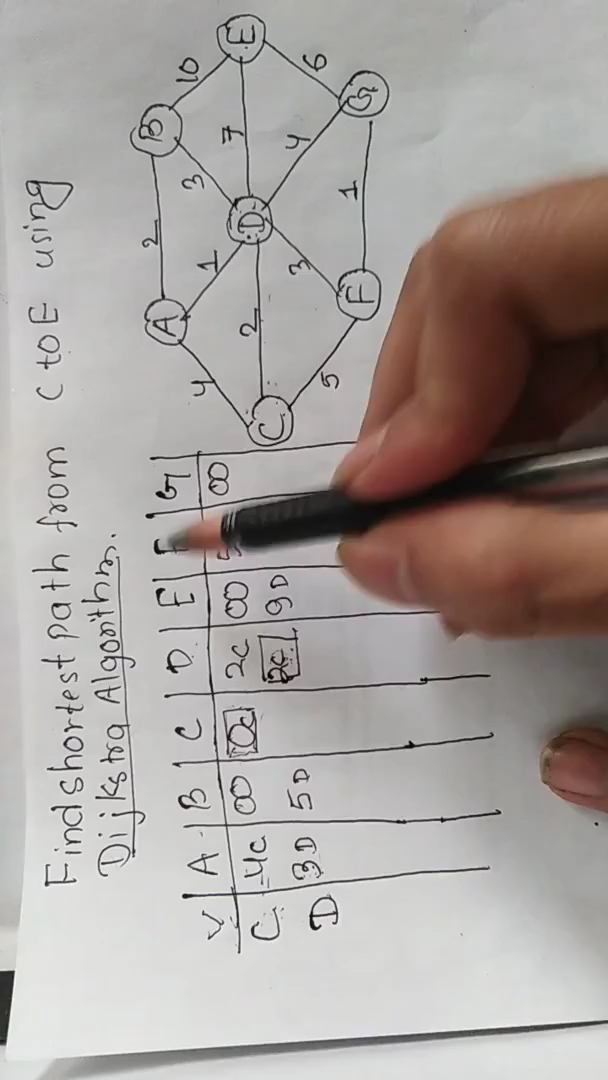 Find shortest path from C to E using
Dijkstra Algorithm.
V A B C D E F G
C 4C ∞ 0C 2C ∞ ∞
D 3D 5D 2C 9D
A 2 B 10 E
4 1 3 7 6
C 2 D 4 G
5 3 1
F